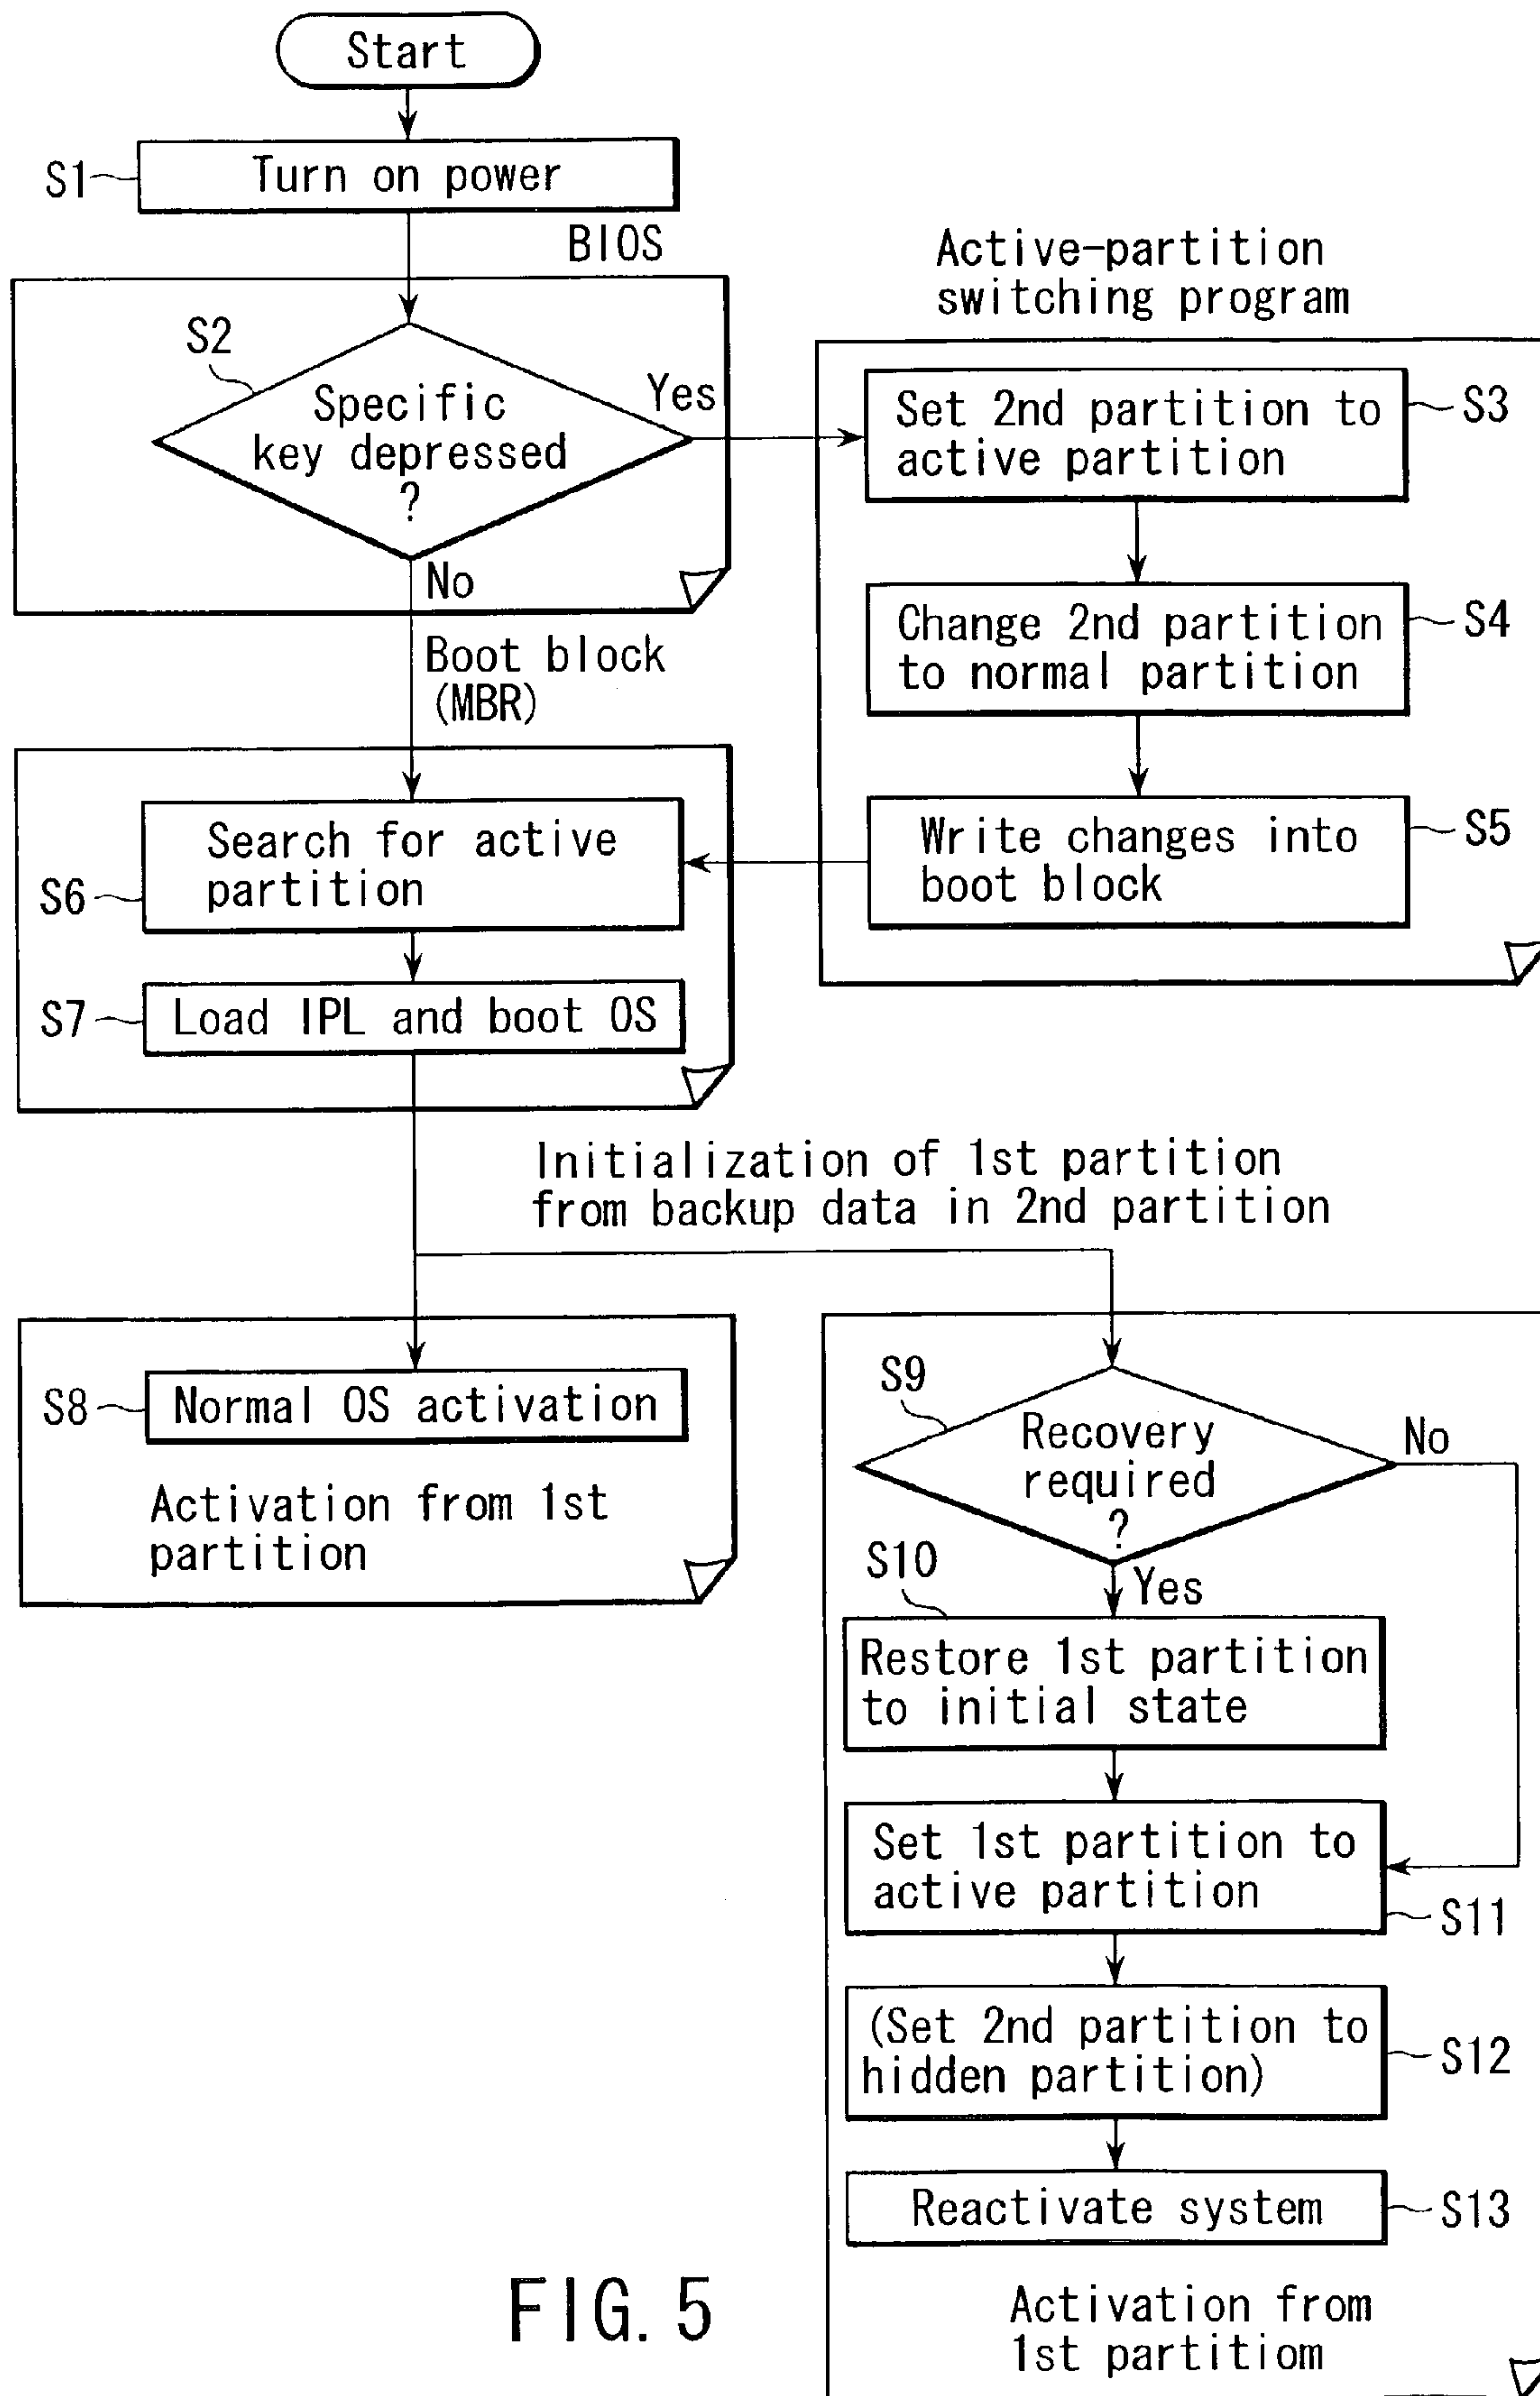 Start
S1
Turn on power
BIOS
S2
Specific
key depressed
?
Yes
No
Active-partition
switching program
Set 2nd partition to
active partition
S3
Change 2nd partition
to normal partition
S4
Write changes into
boot block
S5
Boot block
(MBR)
Search for active
partition
S6
S7
Load IPL and boot OS
Initialization of 1st partition
from backup data in 2nd partition
S8
Normal OS activation
Activation from 1st
partition
S9
Recovery
required
?
No
Yes
S10
Restore 1st partition
to initial state
Set 1st partition to
active partition
S11
(Set 2nd partition to
hidden partition)
S12
Reactivate system
S13
Activation from
1st partitiom
FIG. 5